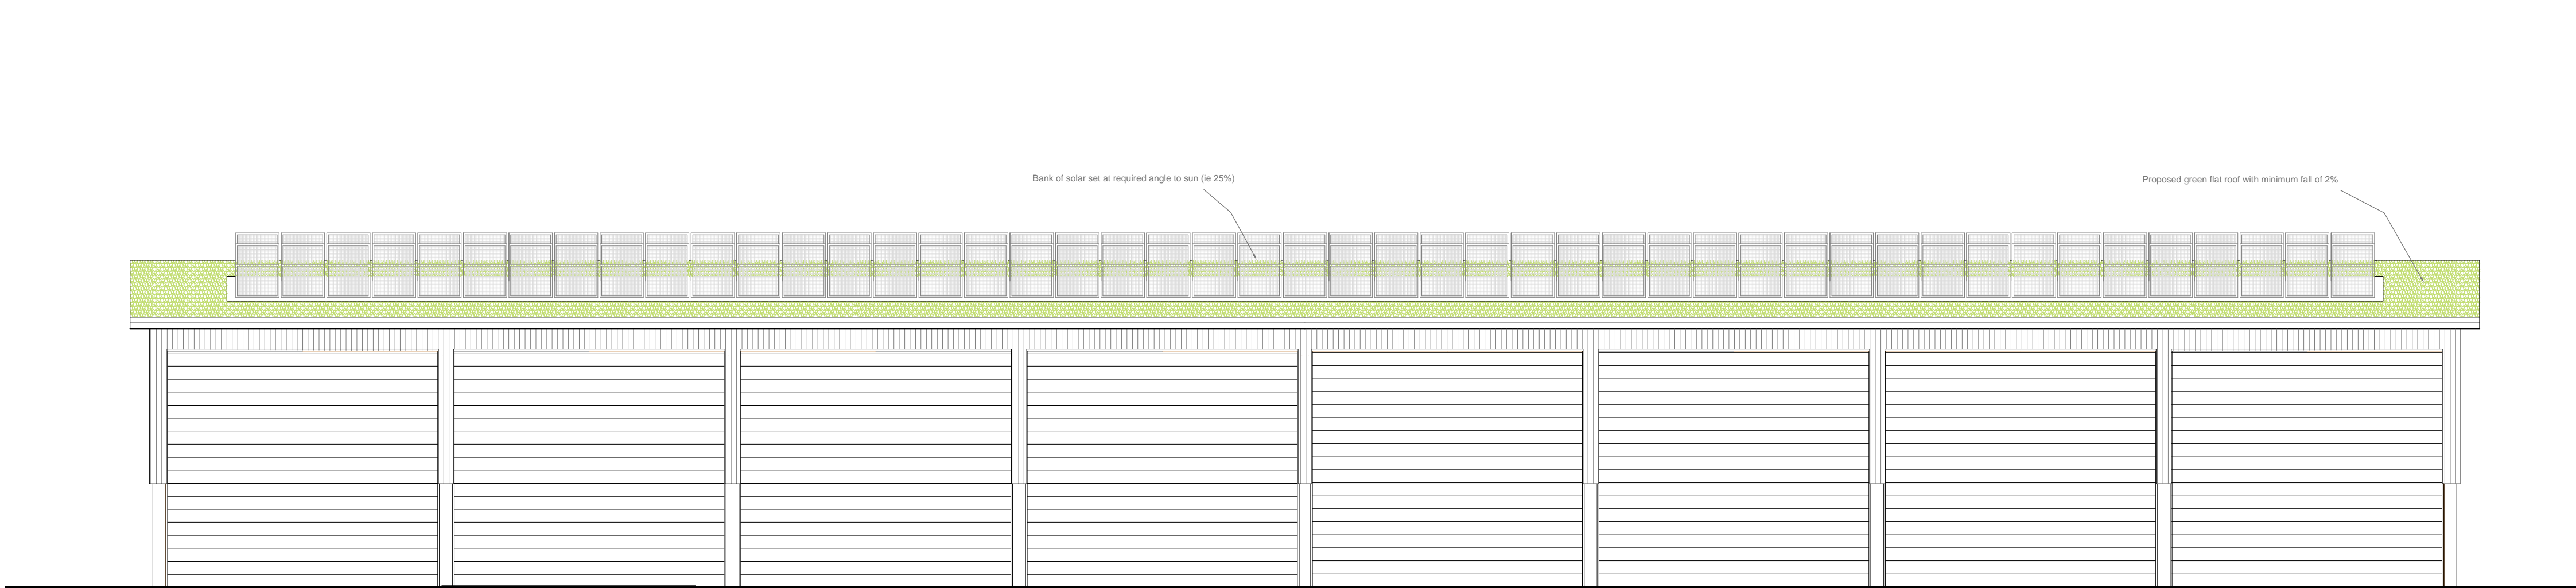 Bank of solar set at required angle to sun (ie 25%)
Proposed green flat roof with minimum fall of 2%